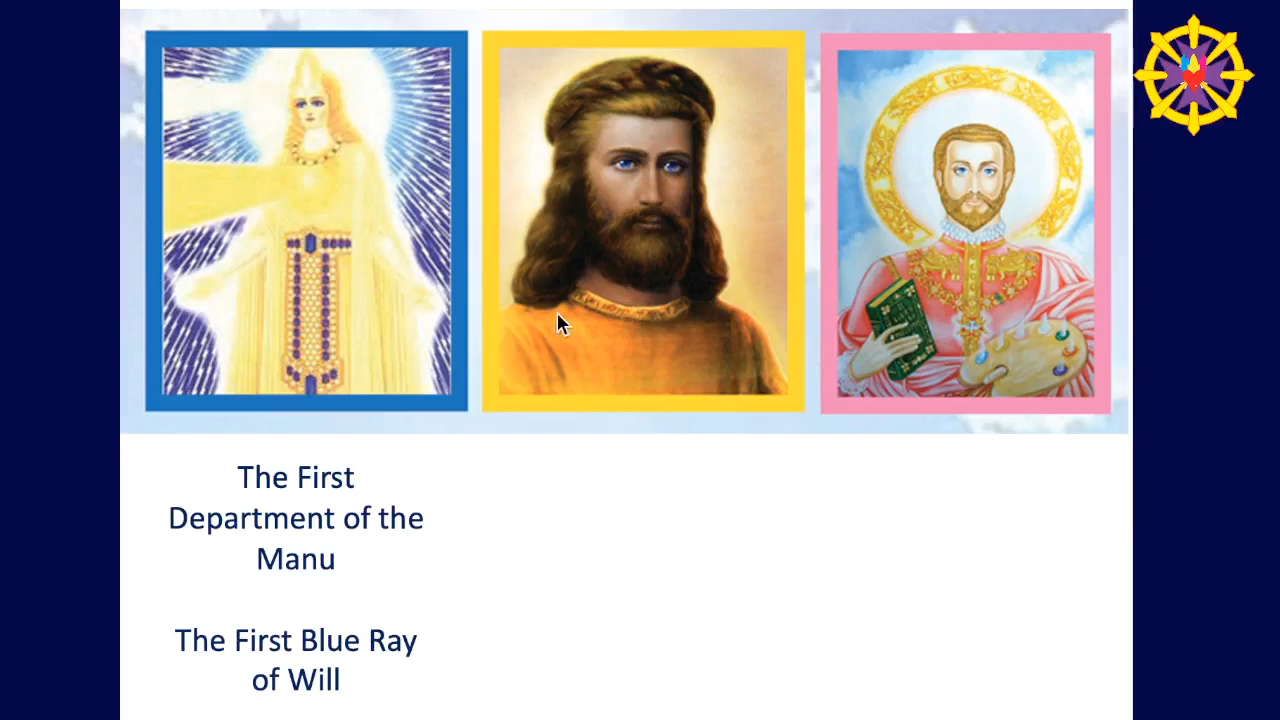 The First
Department of the
Manu
The First Blue Ray
of Will